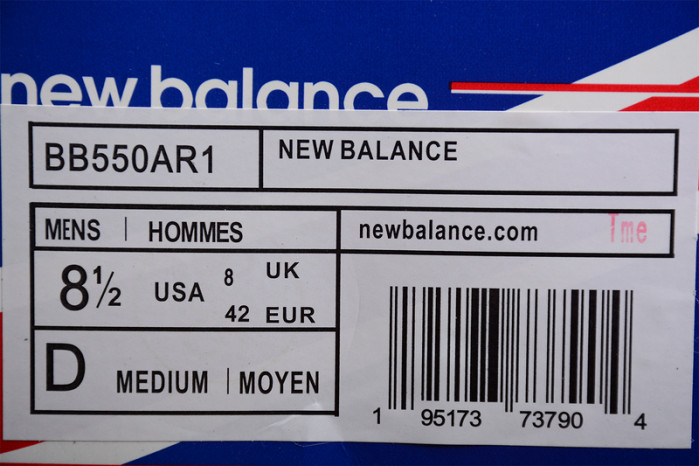 new balance
BB550AR1
NEW BALANCE
MENS | HOMMES
newbalance.com
Tme
8½ USA 8 UK
42 EUR
D MEDIUM | MOYEN
1 95173 73790 4